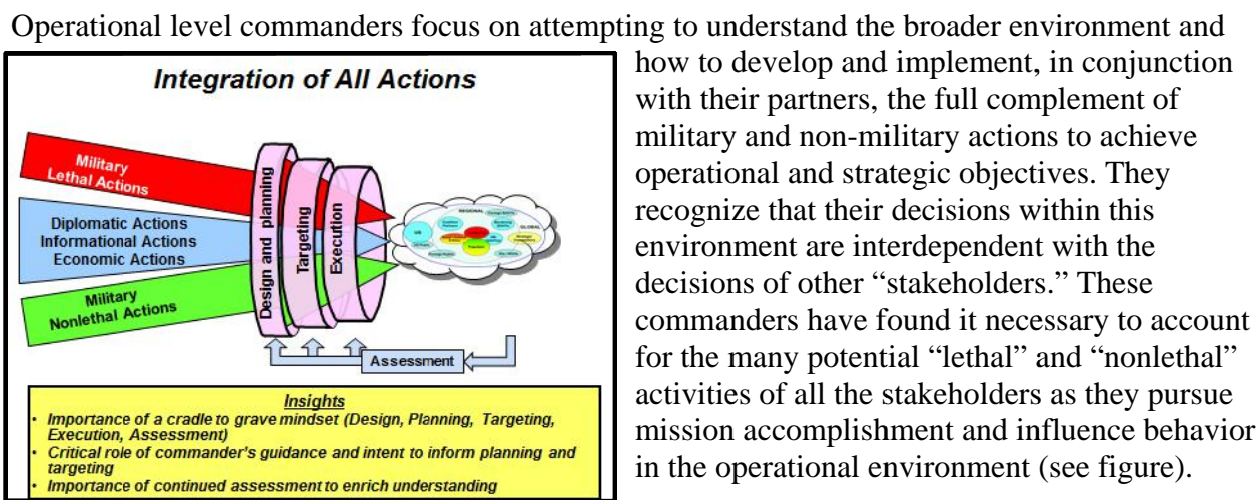 Operational level commanders focus on attempting to understand the broader environment and
how to develop and implement, in conjunction
with their partners, the full complement of
military and non-military actions to achieve
operational and strategic objectives. They
recognize that their decisions within this
environment are interdependent with the
decisions of other “stakeholders.” These
commanders have found it necessary to account
for the many potential “lethal” and “nonlethal”
activities of all the stakeholders as they pursue
mission accomplishment and influence behavior
in the operational environment (see figure).
Integration of All Actions
Military
Lethal Actions
Diplomatic Actions
Informational Actions
Economic Actions
Military
Nonlethal Actions
Design and planning
Targeting
Execution
REGIONAL
GLOBAL
Assessment
Insights
• Importance of a cradle to grave mindset (Design, Planning, Targeting,
Execution, Assessment)
• Critical role of commander's guidance and intent to inform planning and
targeting
• Importance of continued assessment to enrich understanding